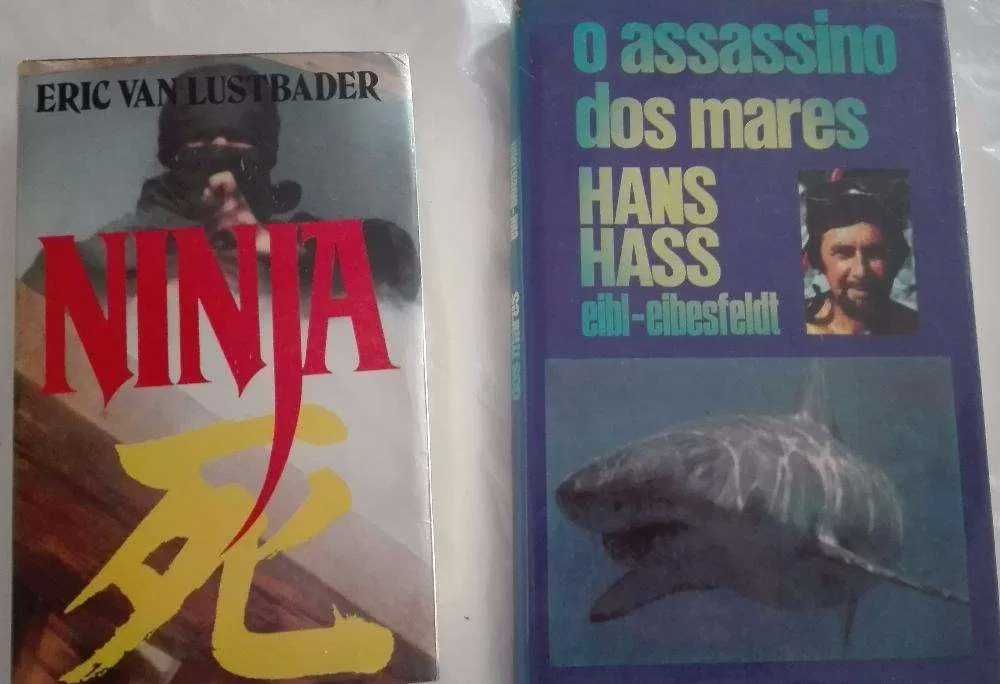 ERIC VAN LUSTBADER
NINJA
死
o assassino
dos mares
HANS
HASS
eibl-eibesfeldt